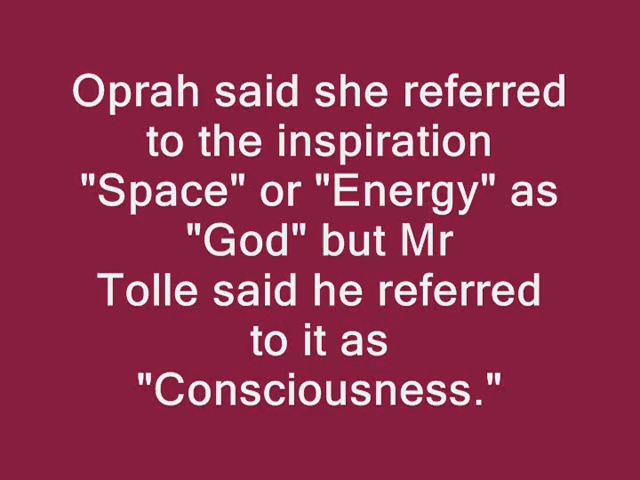 Oprah said she referred
to the inspiration
"Space" or "Energy" as
"God" but Mr
Tolle said he referred
to it as
"Consciousness."